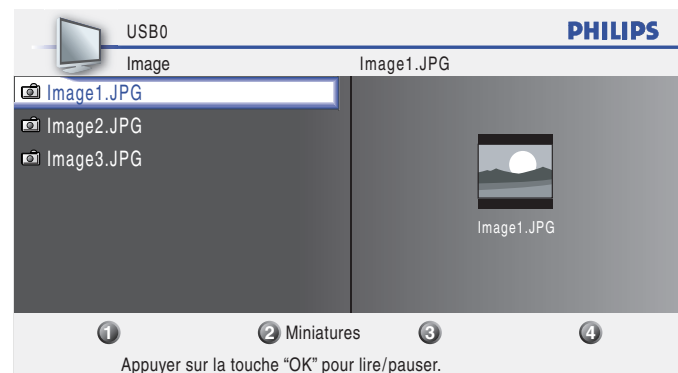 USB0 PHILIPS
Image Image1.JPG
Image1.JPG
Image2.JPG
Image3.JPG
Image1.JPG
1 2 Miniatures 3 4
Appuyer sur la touche “OK” pour lire/pauser.